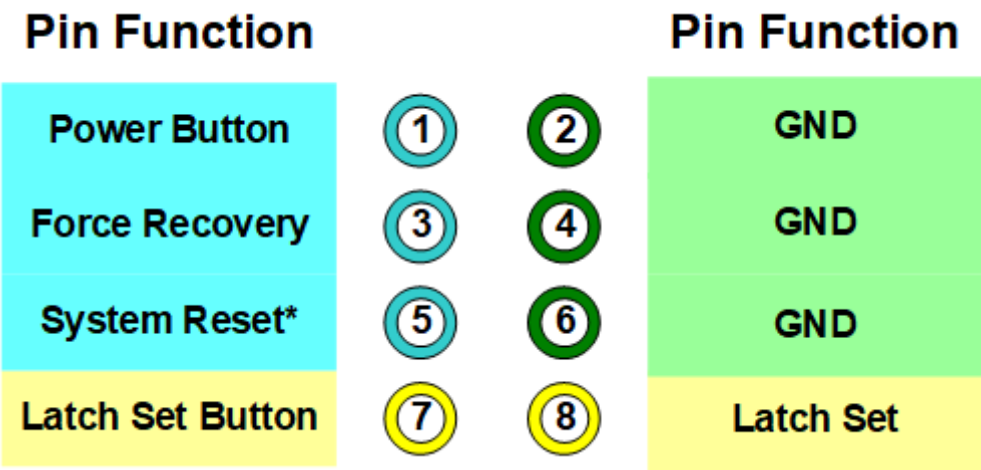 Pin Function Pin Function
Power Button 1 2 GND
Force Recovery 3 4 GND
System Reset* 5 6 GND
Latch Set Button 7 8 Latch Set